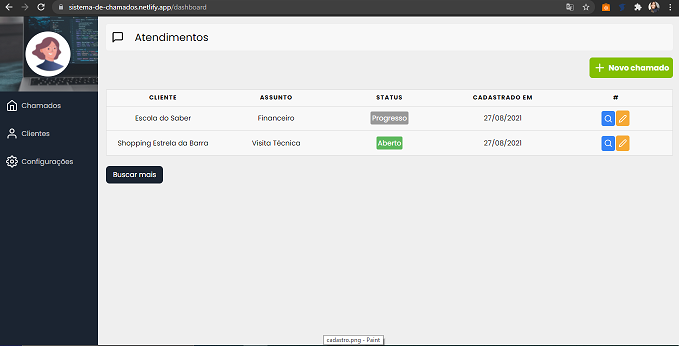 sistema-de-chamados.netlify.app/dashboard
Atendimentos
Novo chamado
Chamados
Clientes
Configurações
CLIENTE ASSUNTO STATUS CADASTRADO EM #
Escola do Saber Financeiro Progresso 27/08/2021
Shopping Estrela da Barra Visita Técnica Aberto 27/08/2021
Buscar mais
cadastro.png - Paint